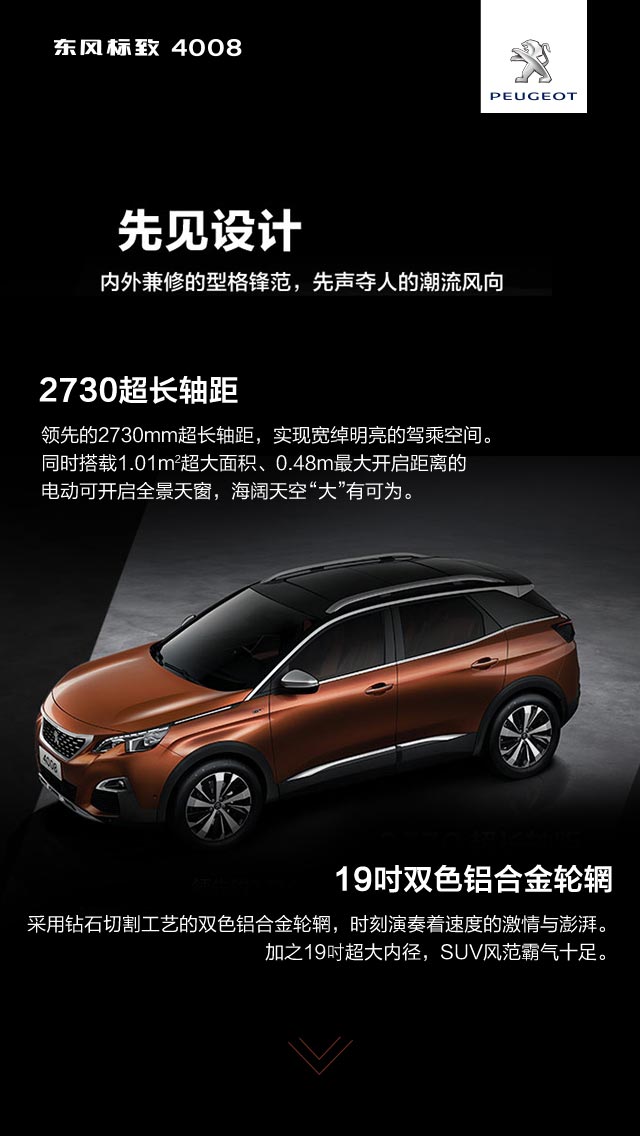 东风标致 4008
PEUGEOT
先见设计
内外兼修的型格锋范，先声夺人的潮流风向
2730超长轴距
领先的2730mm超长轴距，实现宽绰明亮的驾乘空间。
同时搭载1.01m²超大面积、0.48m最大开启距离的
电动可开启全景天窗，海阔天空“大”有可为。
4008
19吋双色铝合金轮辋
采用钻石切割工艺的双色铝合金轮辋，时刻演奏着速度的激情与澎湃。
加之19吋超大内径，SUV风范霸气十足。